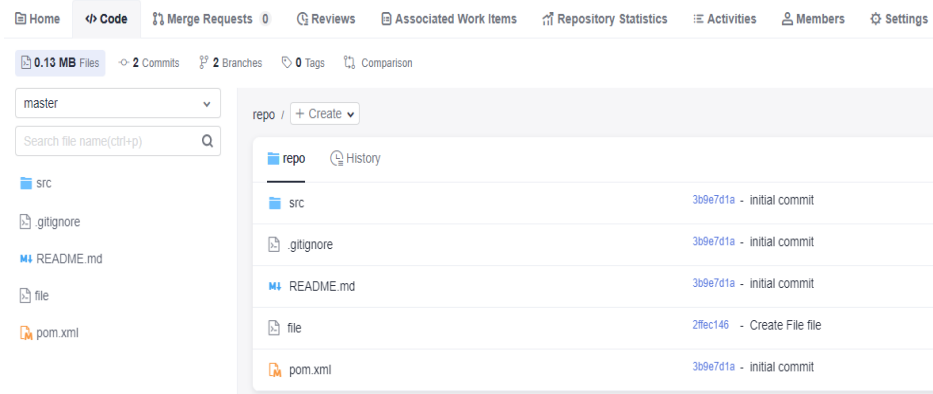 Home Code Merge Requests 0 Reviews Associated Work Items Repository Statistics Activities Members Settings
0.13 MB Files 2 Commits 2 Branches 0 Tags Comparison
master
repo / + Create
Search file name(ctrl+p)
repo History
src
src 3b9e7d1a - initial commit
.gitignore
.gitignore 3b9e7d1a - initial commit
README.md
README.md 3b9e7d1a - initial commit
file
file 2ffec146 - Create File file
pom.xml
pom.xml 3b9e7d1a - initial commit